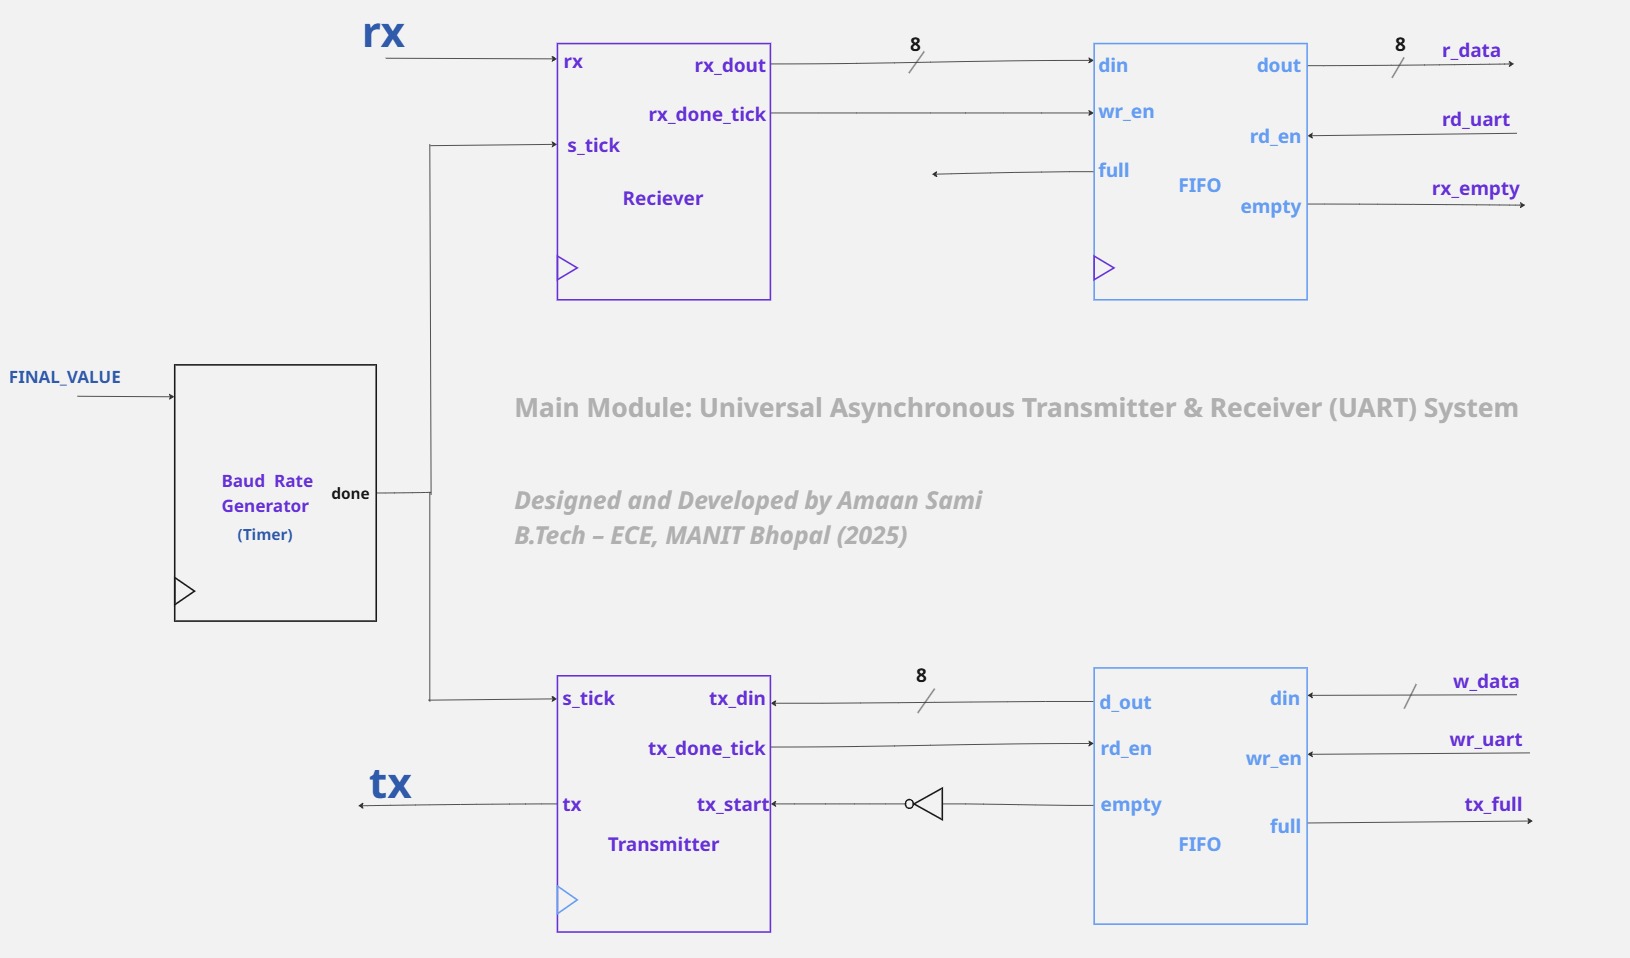 rx
rx
rx_dout
8
din
dout
8
r_data
rx_done_tick
wr_en
rd_en
rd_uart
s_tick
full
FIFO
rx_empty
Reciever
empty
FINAL_VALUE
Main Module: Universal Asynchronous Transmitter & Receiver (UART) System
Baud Rate
Generator
done
(Timer)
Designed and Developed by Amaan Sami
B.Tech – ECE, MANIT Bhopal (2025)
s_tick
tx_din
8
d_out
din
w_data
tx_done_tick
rd_en
wr_en
wr_uart
tx
tx
tx_start
empty
full
tx_full
Transmitter
FIFO